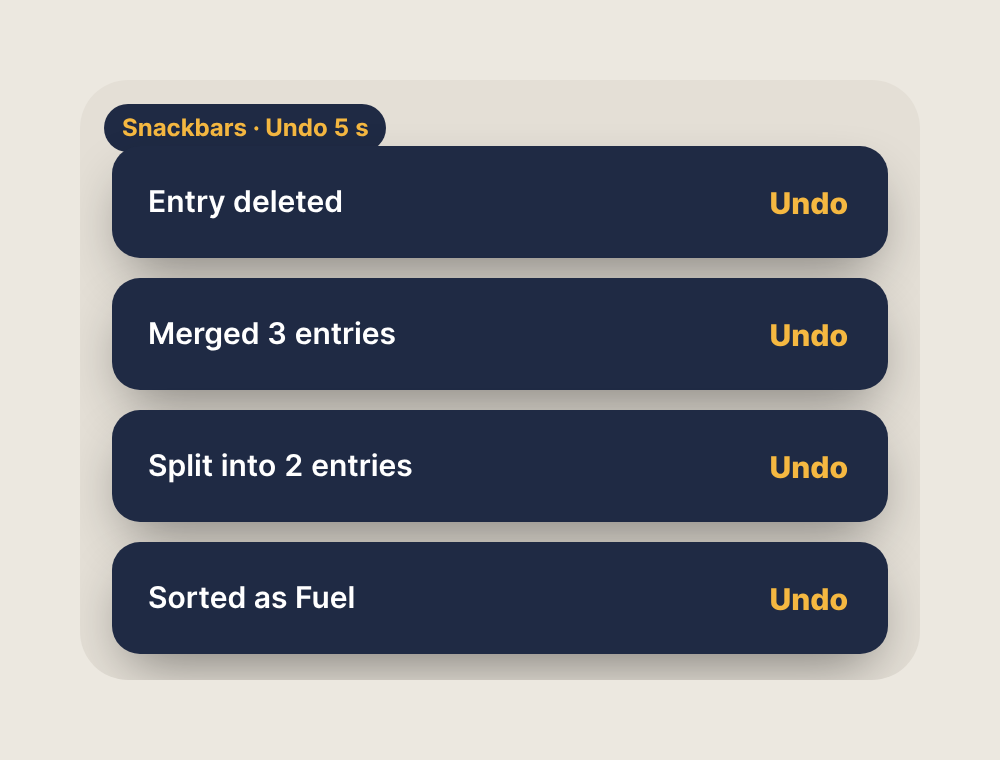 Snackbars · Undo 5 s
Entry deleted Undo
Merged 3 entries Undo
Split into 2 entries Undo
Sorted as Fuel Undo